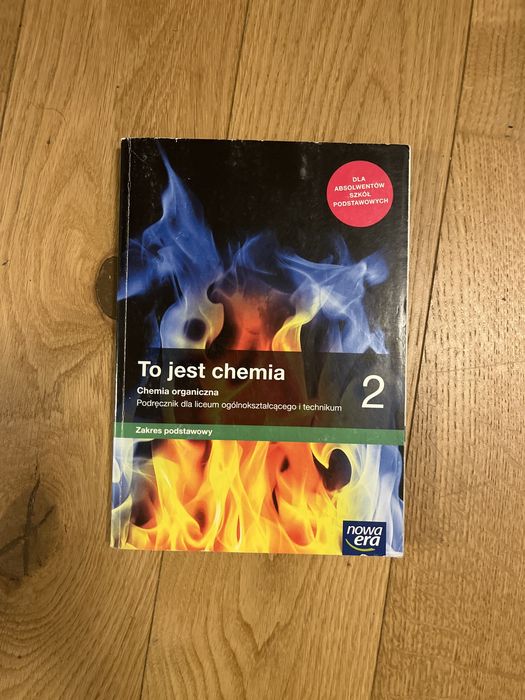 DLA
ABSOLWENTÓW
SZKÓŁ
PODSTAWOWYCH
To jest chemia
2
Chemia organiczna
Podręcznik dla liceum ogólnokształcącego i technikum
Zakres podstawowy
nowa
era